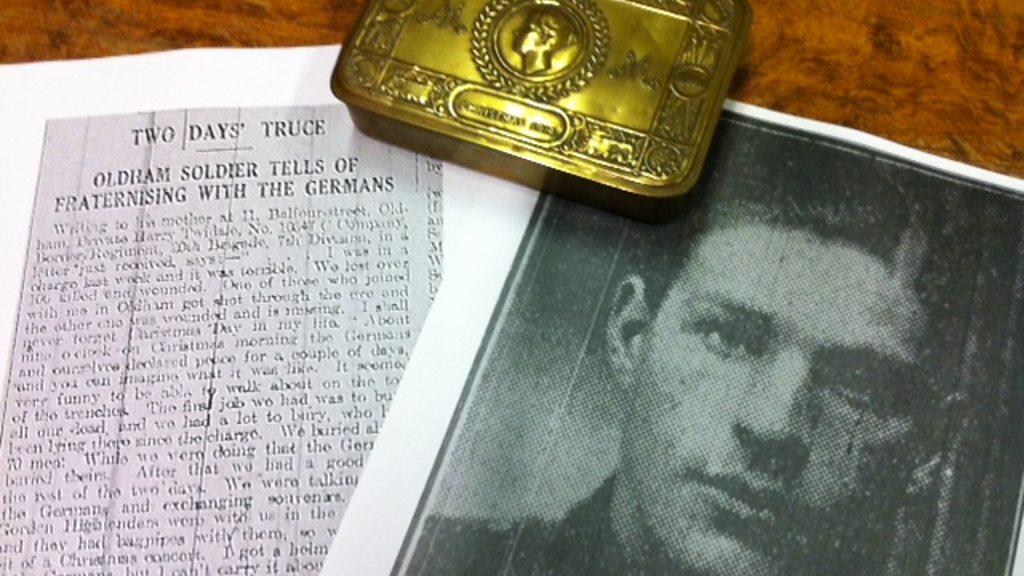 CHRISTMAS 1914
M M
TWO DAYS' TRUCE
OLDHAM SOLDIER TELLS OF
FRATERNISING WITH THE GERMANS
Writing to his mother at 11, Balfour-street, Old-
ham, Private Harry Twidale, No. C Company,
Border Regiment, 20th Brigade, 7th Division, in a
letter just received, says:— " I was in a
charge last week and it was terrible. We lost over
100 killed and wounded. One of those who joined
with me in Oldham got shot through the eye and
the other one was wounded and is missing. I shall
never forget Christmas Day in my life. About
nine o'clock on Christmas morning the Germans
and ourselves declared peace for a couple of days,
and you can imagine what it was like. It seemed
very funny to be able to walk about on the to
of the trenches. The first job we had was to bu
all our dead, and we had a lot to bury, who h
been lying there since the charge. We buried a
70 men. While we were doing that the Ger
buried theirs. After that we had a good
the rest of the two days. We were talking
the Germans and exchanging souvenirs.
Gordon Highlanders were with us in the
and they had bagpipes with them, so
it of a Christmas concert. I got a helm
Germans, but I can't carry it abou